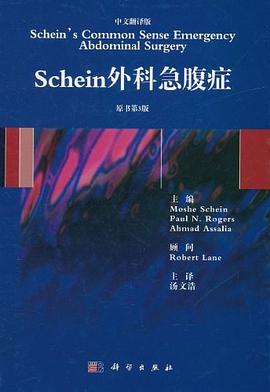 中文翻译版
Schein's Common Sense Emergency
Abdominal Surgery
Schein外科急腹症
原书第3版
主 编
Moshe Schein
Paul N. Rogers
Ahmad Assalia
顾 问
Robert Lane
主 译
汤文浩
科学出版社